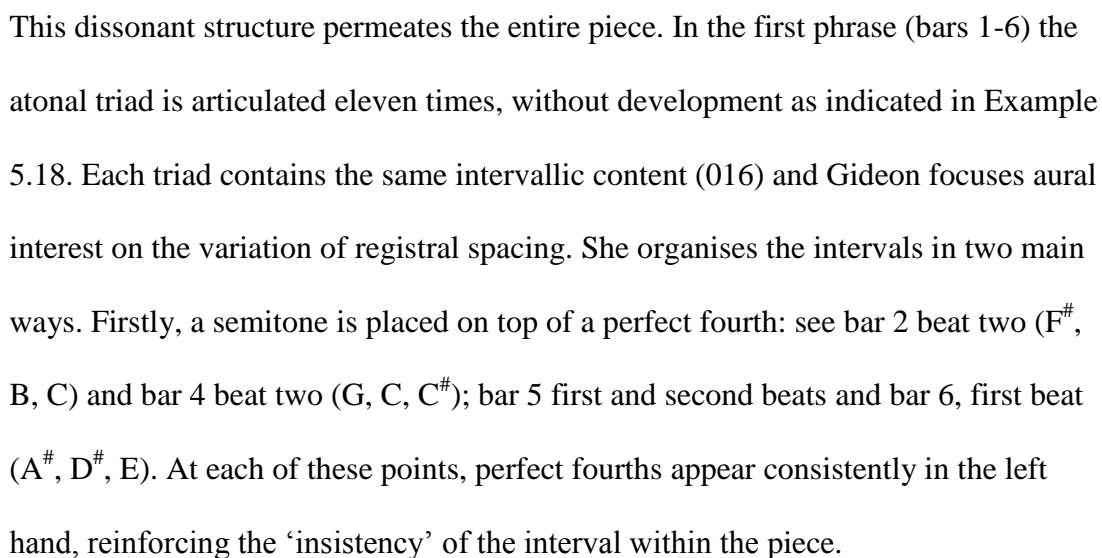 This dissonant structure permeates the entire piece. In the first phrase (bars 1-6) the
atonal triad is articulated eleven times, without development as indicated in Example
5.18. Each triad contains the same intervallic content (016) and Gideon focuses aural
interest on the variation of registral spacing. She organises the intervals in two main
ways. Firstly, a semitone is placed on top of a perfect fourth: see bar 2 beat two (F#,
B, C) and bar 4 beat two (G, C, C#); bar 5 first and second beats and bar 6, first beat
(A#, D#, E). At each of these points, perfect fourths appear consistently in the left
hand, reinforcing the ‘insistency’ of the interval within the piece.